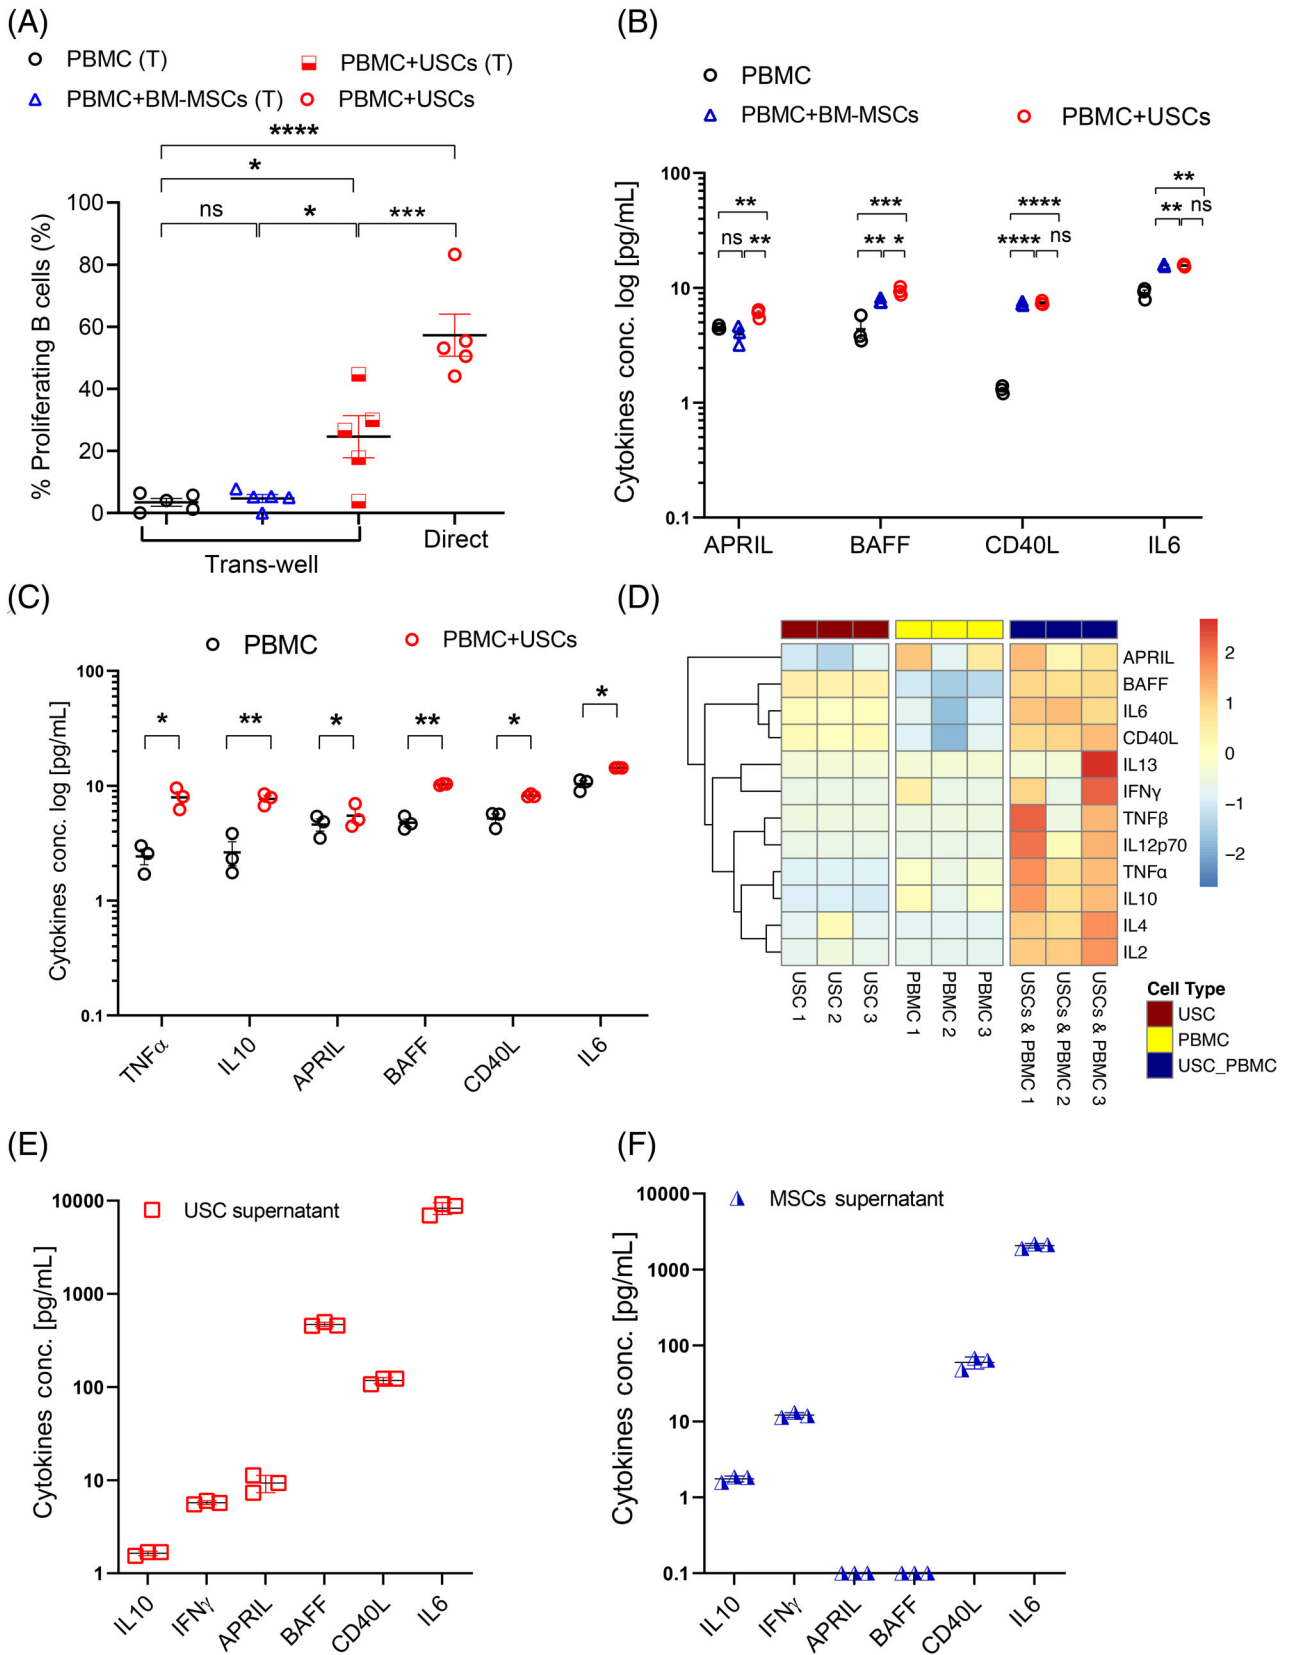 (A)
PBMC (T)
PBMC+USCs (T)
PBMC+BM-MSCs (T)
PBMC+USCs
****
*
ns
*
***
% Proliferating B cells (%)
100
80
60
40
20
0
Trans-well
Direct
(B)
PBMC
PBMC+BM-MSCs
PBMC+USCs
Cytokines conc. log [pg/mL]
100
10
1
0.1
**
ns
**
***
**
*
****
****
ns
**
**
ns
APRIL
BAFF
CD40L
IL6
(C)
PBMC
PBMC+USCs
Cytokines conc. log [pg/mL]
100
10
1
0.1
*
**
*
**
*
*
TNFα
IL10
APRIL
BAFF
CD40L
IL6
(D)
APRIL
BAFF
IL6
CD40L
IL13
IFNγ
TNFβ
IL12p70
TNFα
IL10
IL4
IL2
2
1
0
−1
−2
USC 1
USC 2
USC 3
PBMC 1
PBMC 2
PBMC 3
USCs & PBMC 1
USCs & PBMC 2
USCs & PBMC 3
Cell Type
USC
PBMC
USC_PBMC
(E)
USC supernatant
Cytokines conc. [pg/mL]
10000
1000
100
10
1
IL10
IFNγ
APRIL
BAFF
CD40L
IL6
(F)
MSCs supernatant
Cytokines conc. [pg/mL]
10000
1000
100
10
1
0.1
IL10
IFNγ
APRIL
BAFF
CD40L
IL6